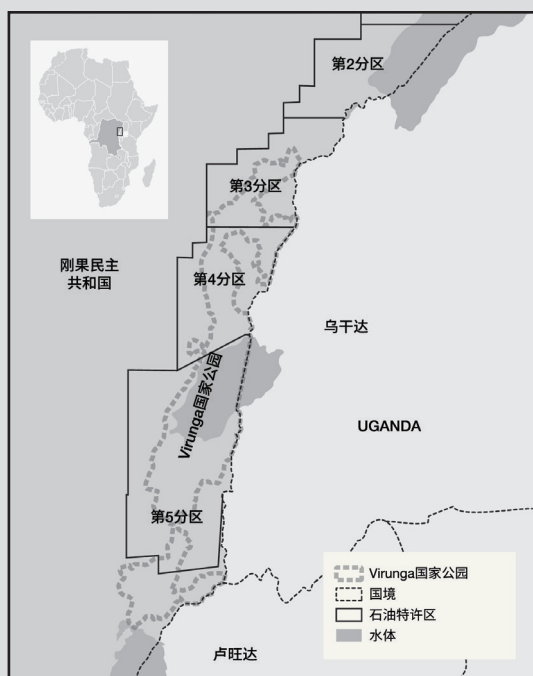 第2分区
第3分区
刚果民主
共和国
第4分区
乌干达
Virunga国家公园
UGANDA
第5分区
Virunga国家公园
国境
石油特许区
水体
卢旺达